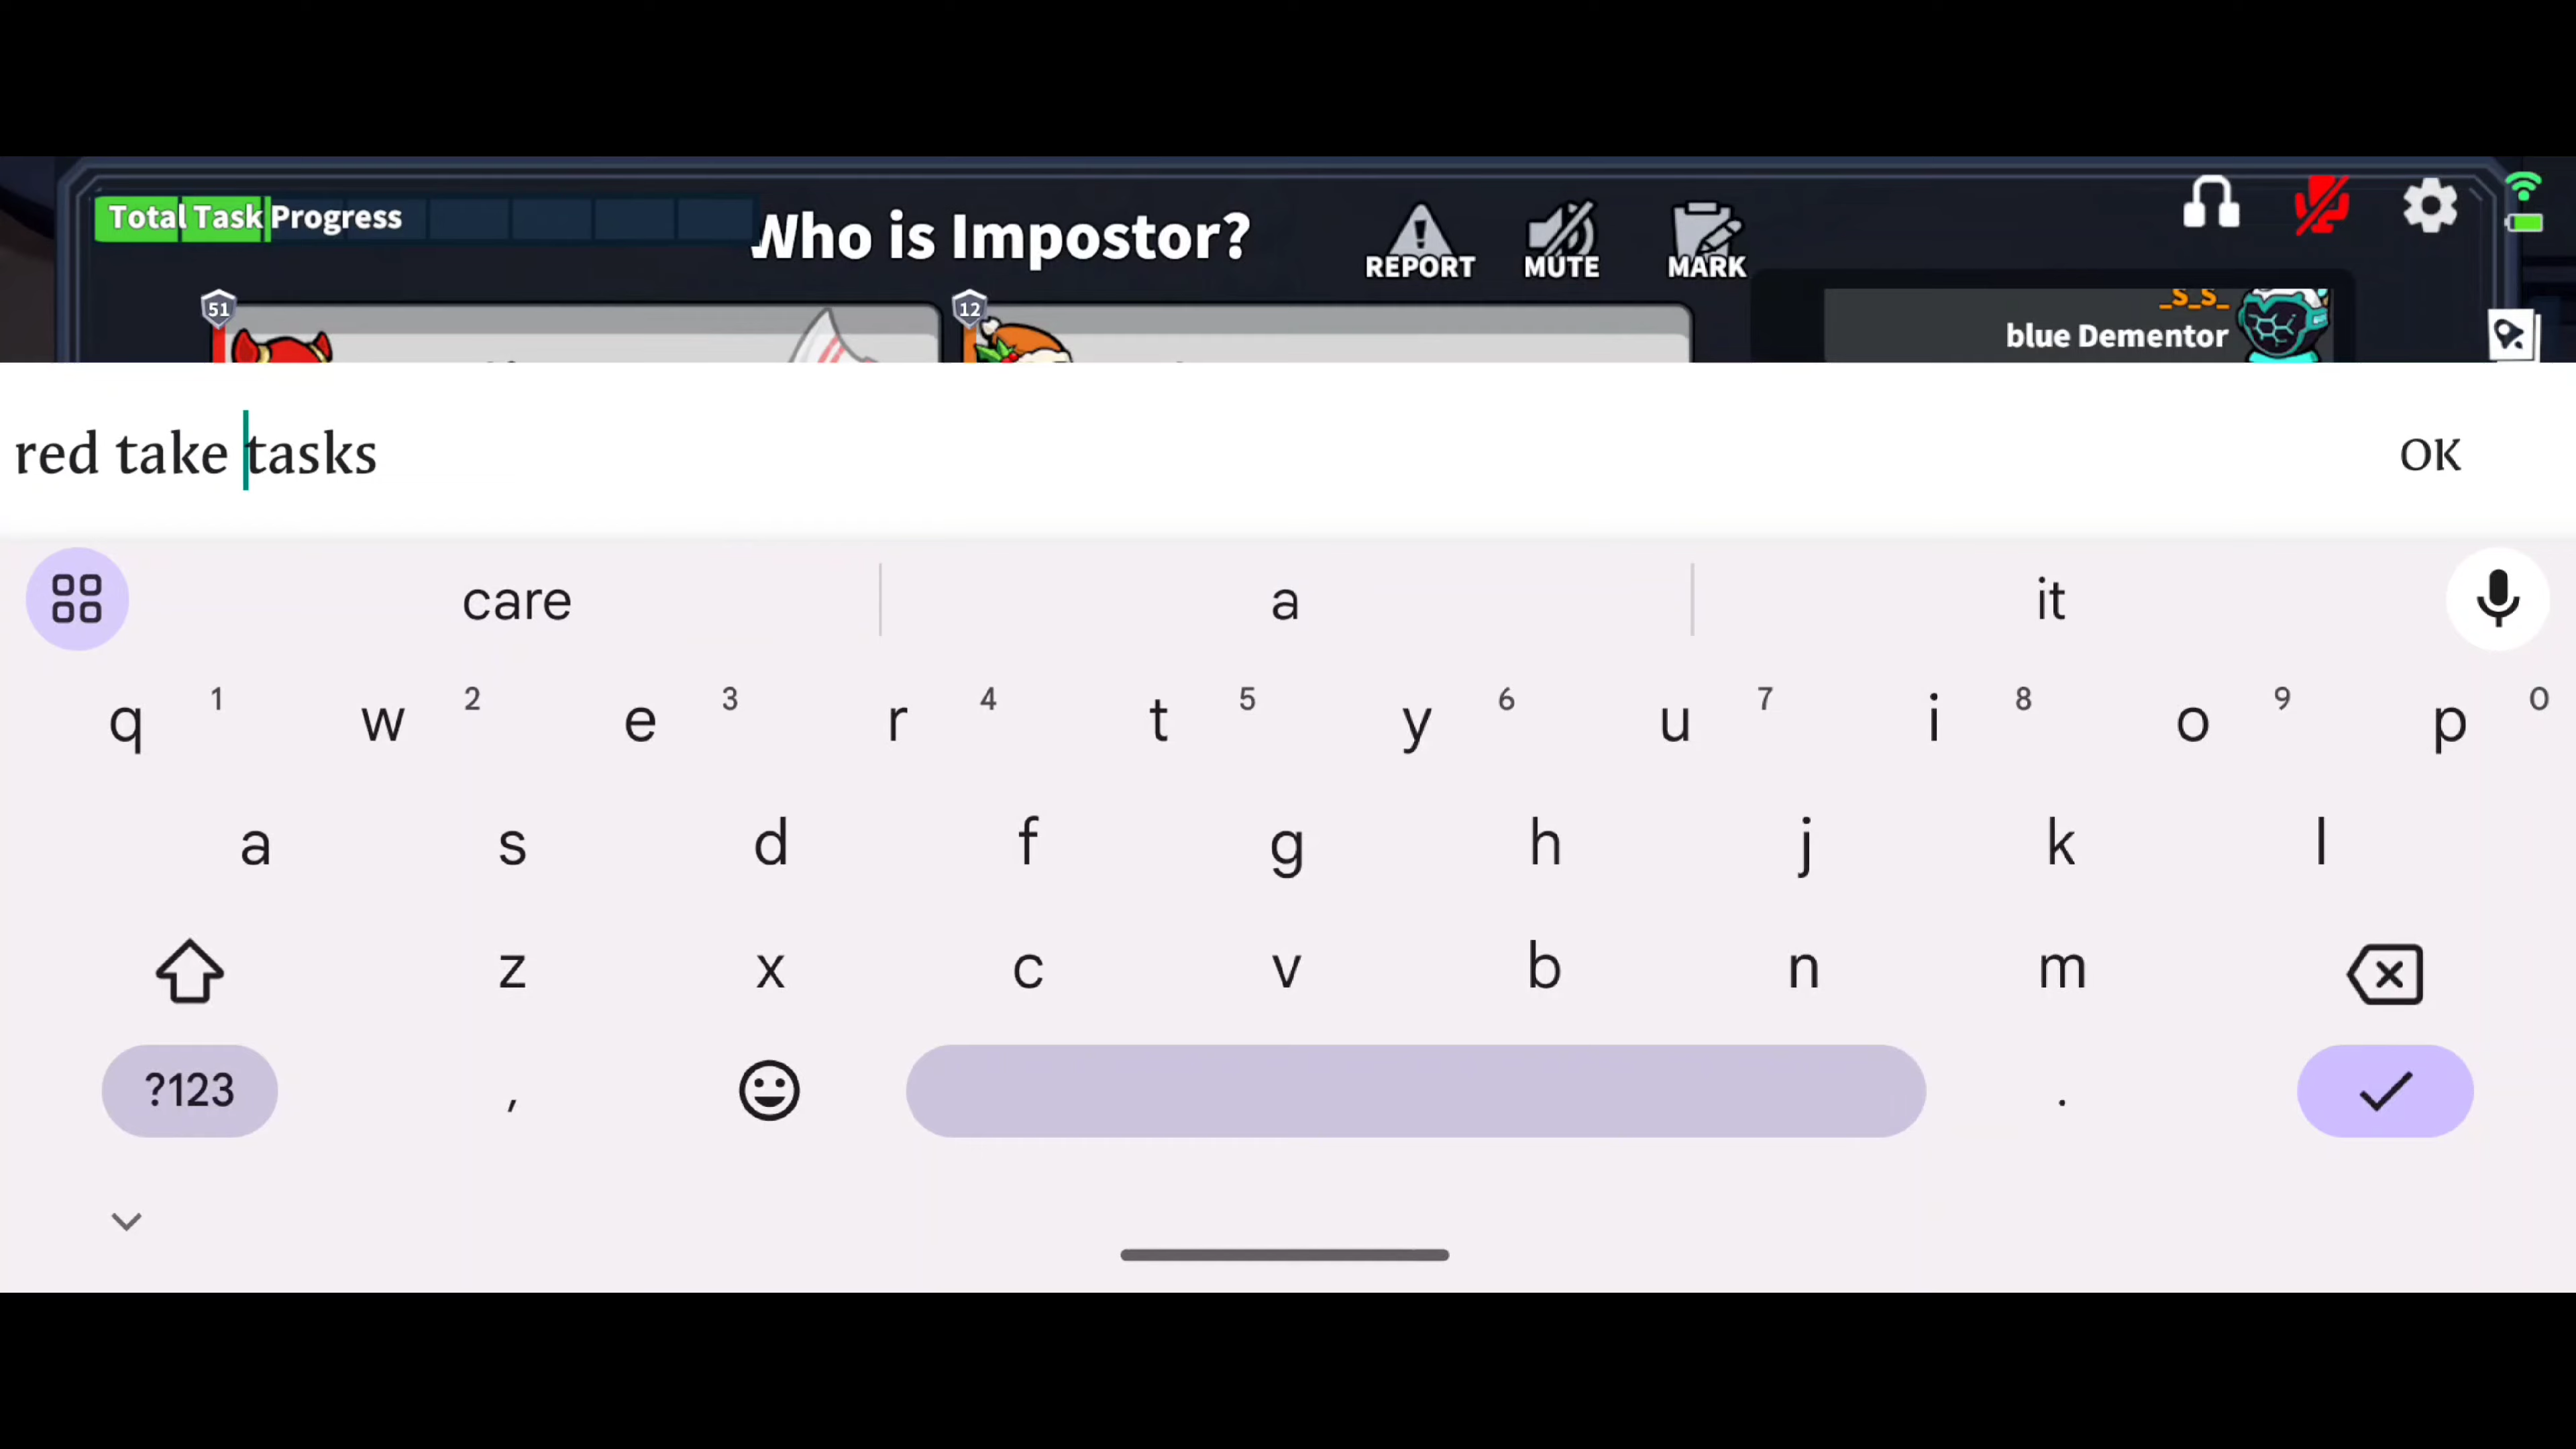 Total Task Progress
Who is Impostor?
REPORT
MUTE
MARK
51
12
_S_S_
blue Dementor
red take tasks
OK
care
a
it
q 1 w 2 e 3 r 4 t 5 y 6 u 7 i 8 o 9 p 0
a s d f g h j k l
z x c v b n m
?123 , .